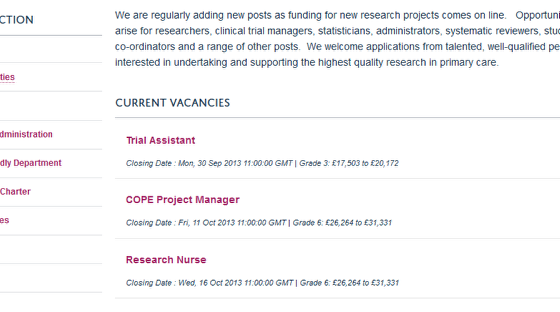 CTION
ties
dministration
dly Department
Charter
es
We are regularly adding new posts as funding for new research projects comes on line. Opportuni
arise for researchers, clinical trial managers, statisticians, administrators, systematic reviewers, stu
co-ordinators and a range of other posts. We welcome applications from talented, well-qualified pe
interested in undertaking and supporting the highest quality research in primary care.
CURRENT VACANCIES
Trial Assistant
Closing Date : Mon, 30 Sep 2013 11:00:00 GMT | Grade 3: £17,503 to £20,172
COPE Project Manager
Closing Date : Fri, 11 Oct 2013 11:00:00 GMT | Grade 6: £26,264 to £31,331
Research Nurse
Closing Date : Wed, 16 Oct 2013 11:00:00 GMT | Grade 6: £26,264 to £31,331